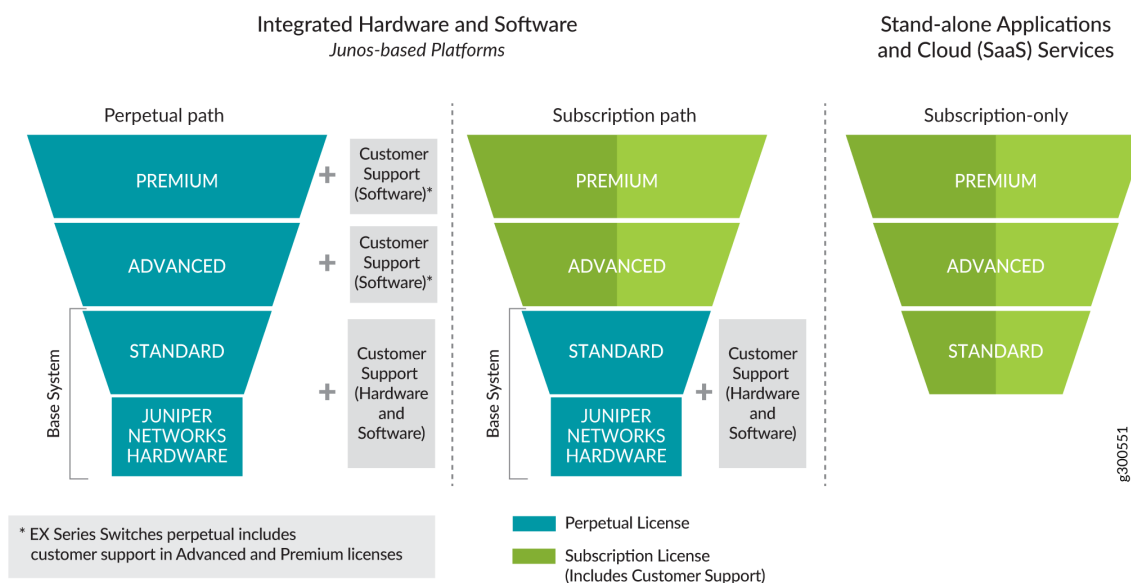 Integrated Hardware and Software
Junos-based Platforms
Stand-alone Applications
and Cloud (SaaS) Services
Perpetual path
PREMIUM
+
Customer
Support
(Software)*
ADVANCED
+
Customer
Support
(Software)*
Base System
STANDARD
JUNIPER
NETWORKS
HARDWARE
+
Customer
Support
(Hardware
and
Software)
Subscription path
PREMIUM
ADVANCED
Base System
STANDARD
JUNIPER
NETWORKS
HARDWARE
+
Customer
Support
(Hardware
and
Software)
Subscription-only
PREMIUM
ADVANCED
STANDARD
g300551
* EX Series Switches perpetual includes
customer support in Advanced and Premium licenses
Perpetual License
Subscription License
(Includes Customer Support)